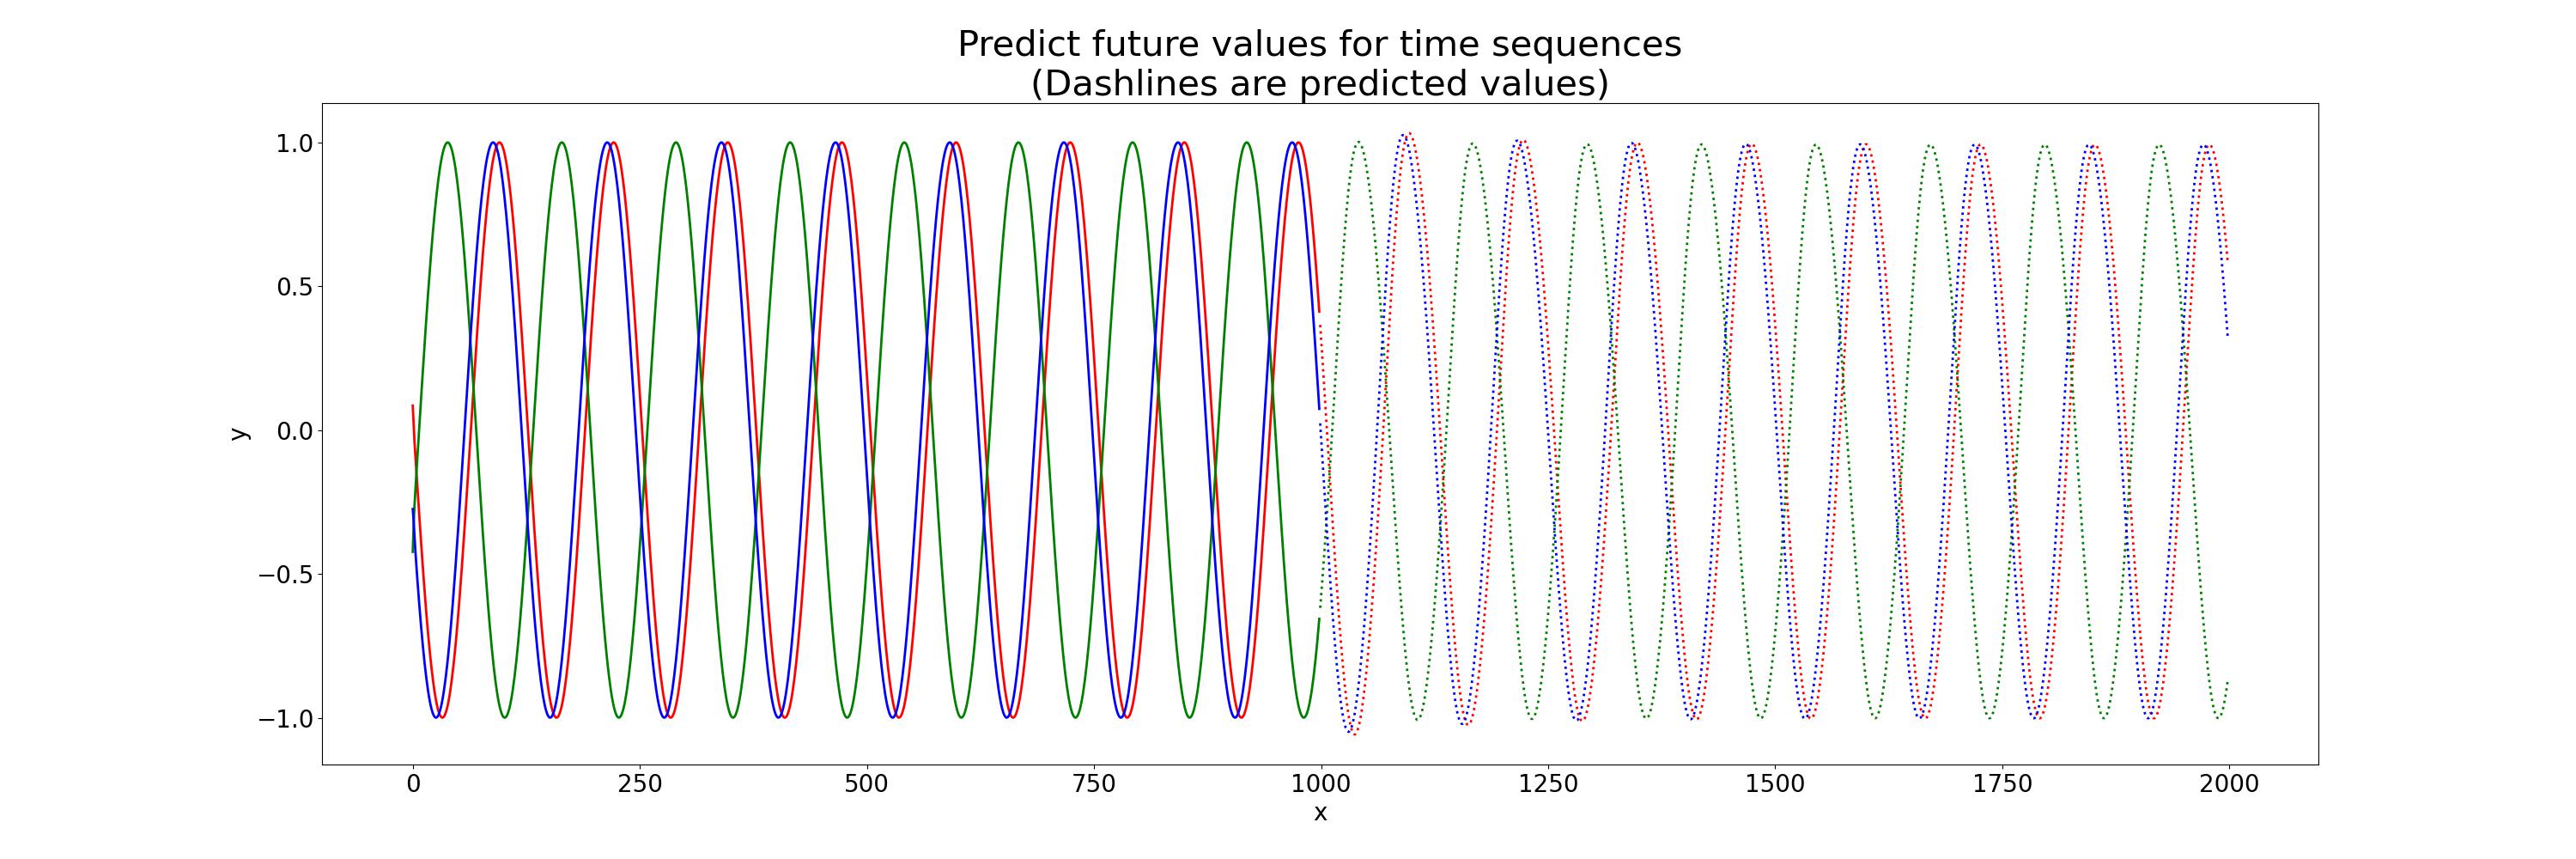 Predict future values for time sequences
(Dashlines are predicted values)
1.0
0.5
0.0
−0.5
−1.0
y
0 250 500 750 1000 1250 1500 1750 2000
x